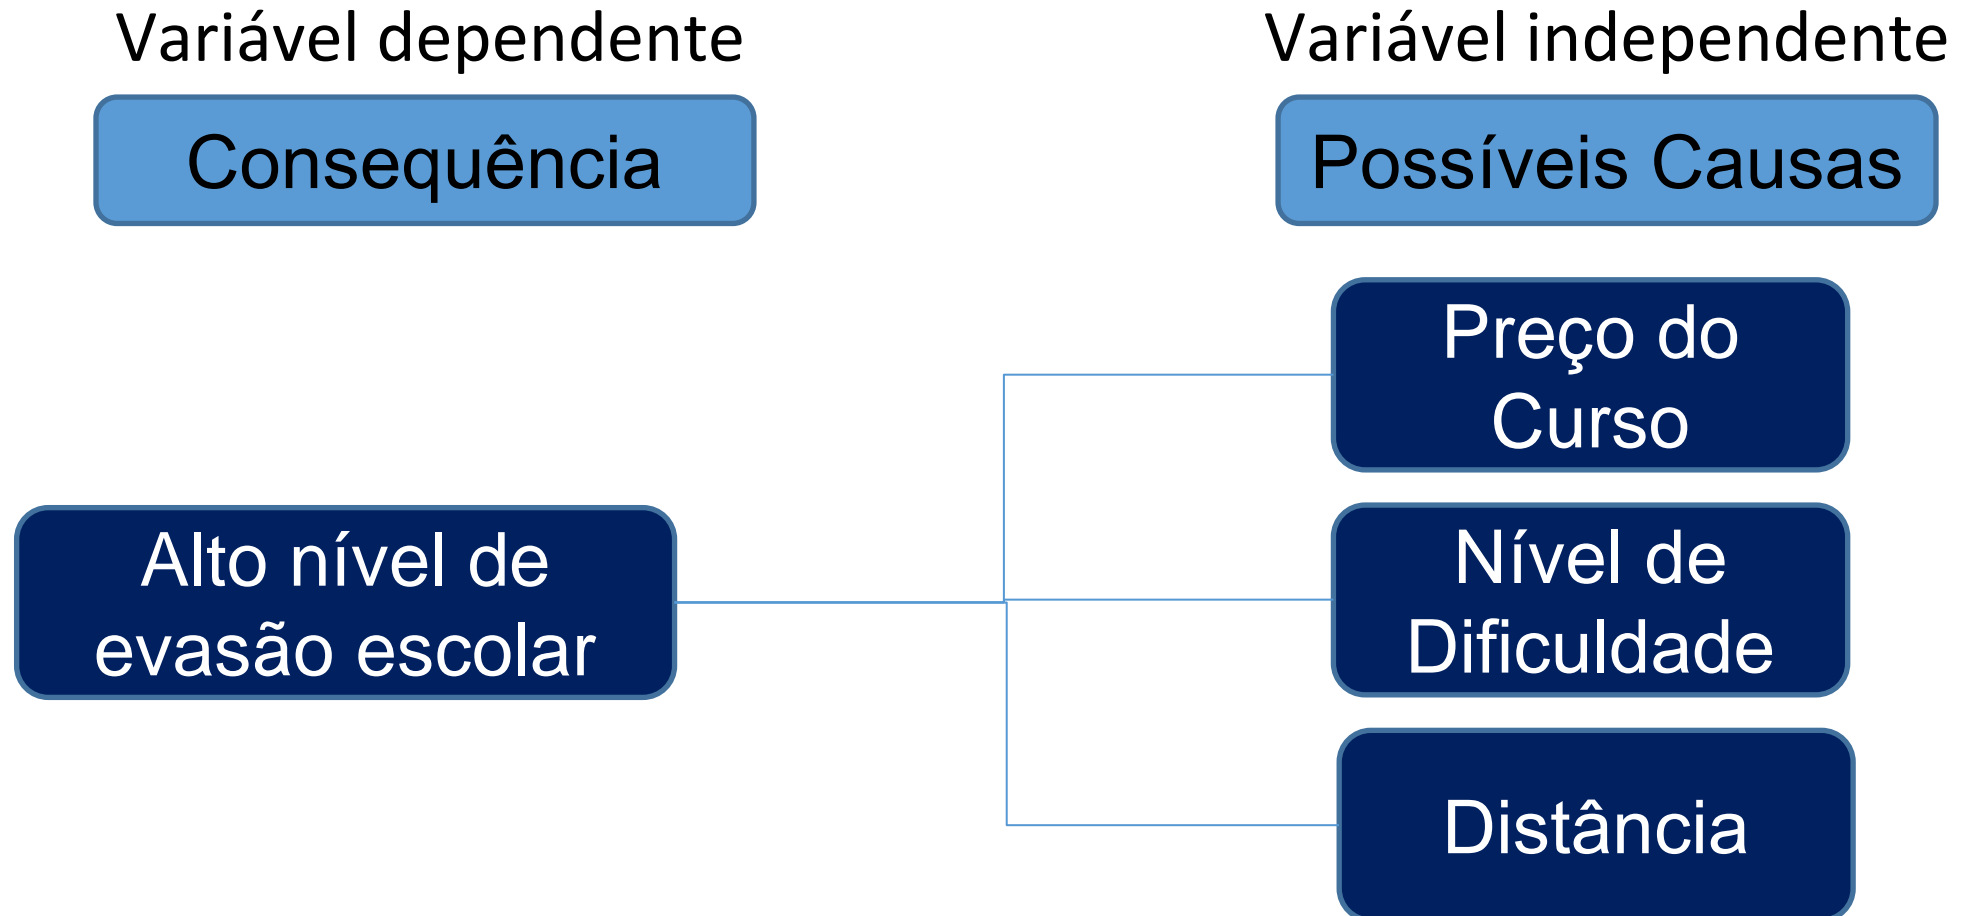 Variável dependente
Variável independente
Consequência
Possíveis Causas
Preço do
Curso
Alto nível de
evasão escolar
Nível de
Dificuldade
Distância